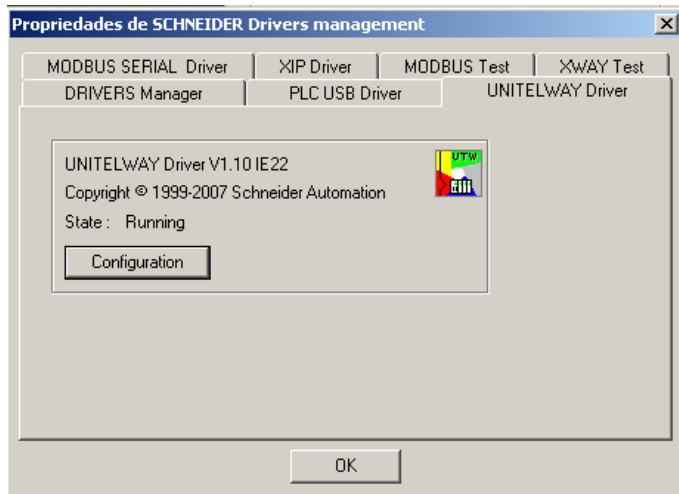 Propriedades de SCHNEIDER Drivers management
MODBUS SERIAL Driver
XIP Driver
MODBUS Test
XWAY Test
DRIVERS Manager
PLC USB Driver
UNITELWAY Driver
UNITELWAY Driver V1.10 IE22
UTW
Copyright © 1999-2007 Schneider Automation
State : Running
Configuration
OK